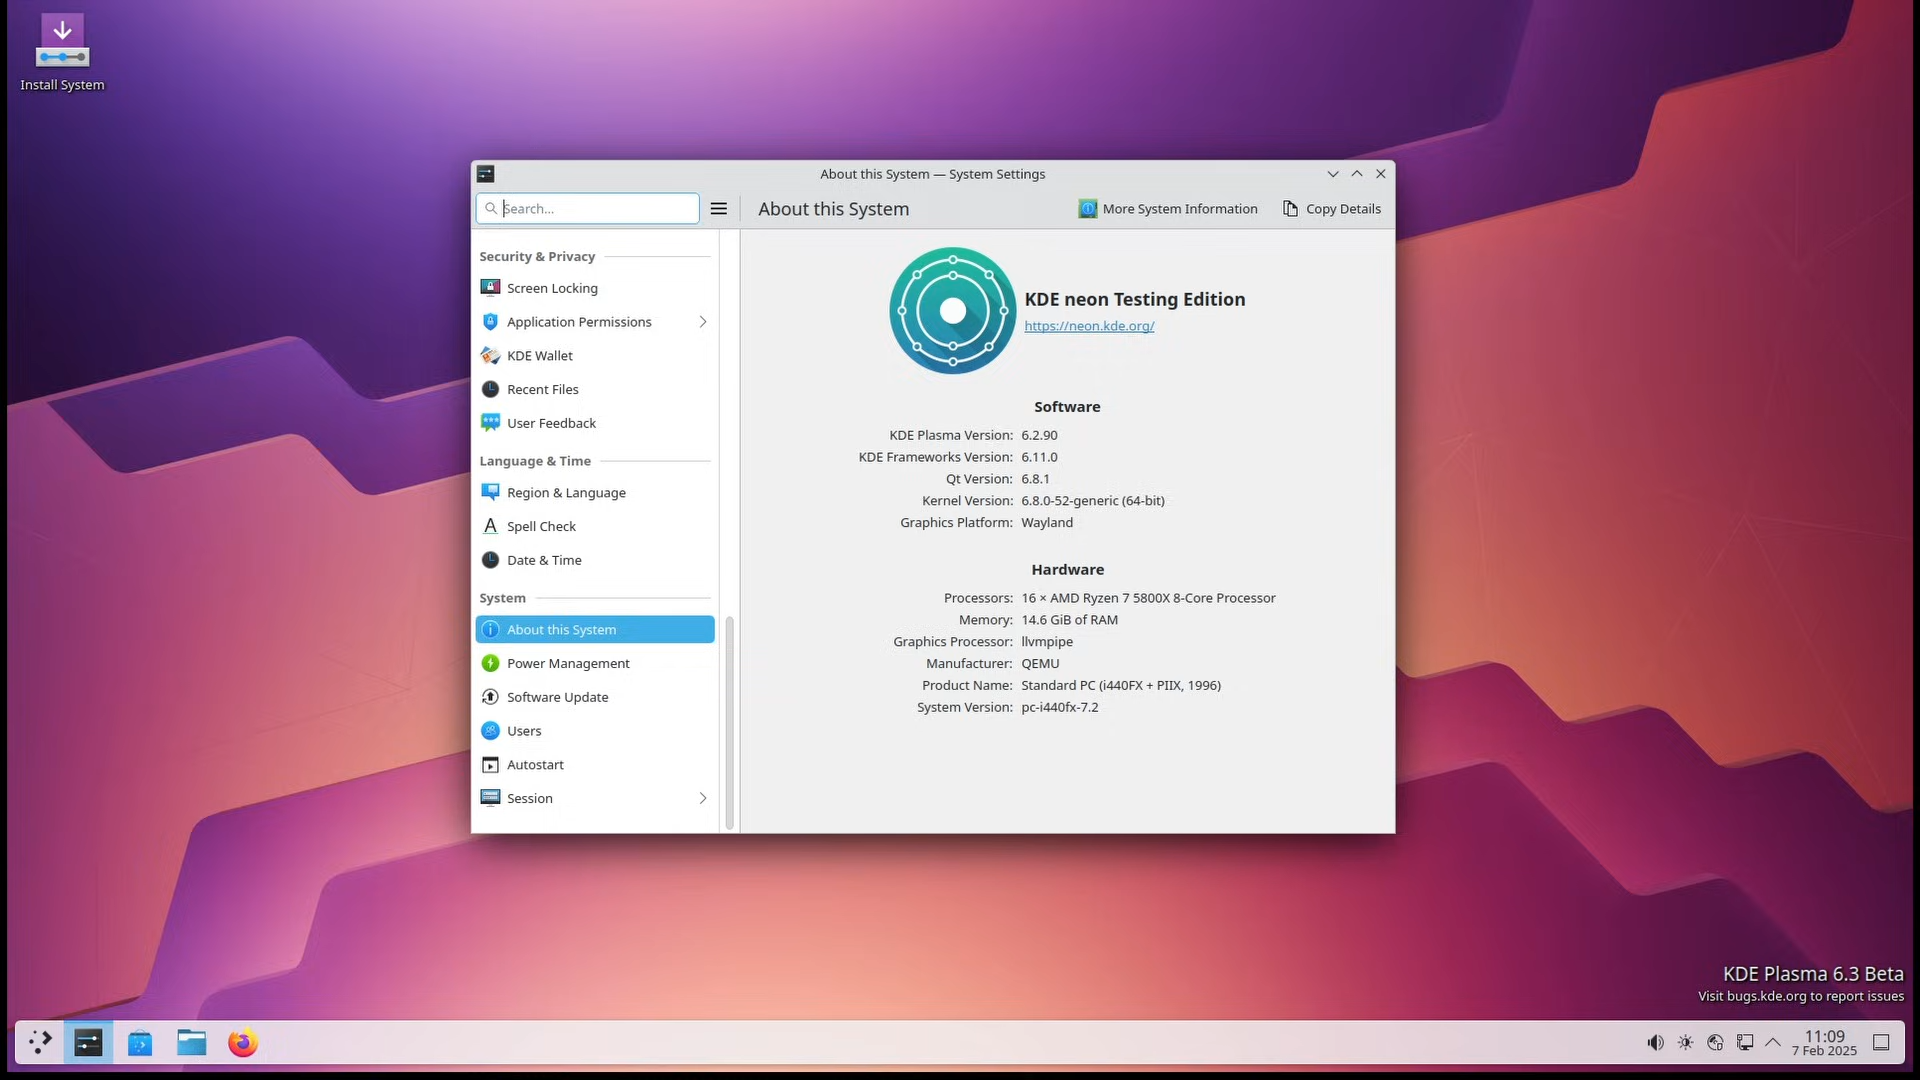 Install System
About this System — System Settings
Search...
About this System
More System Information
Copy Details
Security & Privacy
Screen Locking
Application Permissions
KDE Wallet
Recent Files
User Feedback
Language & Time
Region & Language
Spell Check
Date & Time
System
About this System
Power Management
Software Update
Users
Autostart
Session
KDE neon Testing Edition
https://neon.kde.org/
Software
KDE Plasma Version: 6.2.90
KDE Frameworks Version: 6.11.0
Qt Version: 6.8.1
Kernel Version: 6.8.0-52-generic (64-bit)
Graphics Platform: Wayland
Hardware
Processors: 16 × AMD Ryzen 7 5800X 8-Core Processor
Memory: 14.6 GiB of RAM
Graphics Processor: llvmpipe
Manufacturer: QEMU
Product Name: Standard PC (i440FX + PIIX, 1996)
System Version: pc-i440fx-7.2
KDE Plasma 6.3 Beta
Visit bugs.kde.org to report issues
11:09
7 Feb 2025